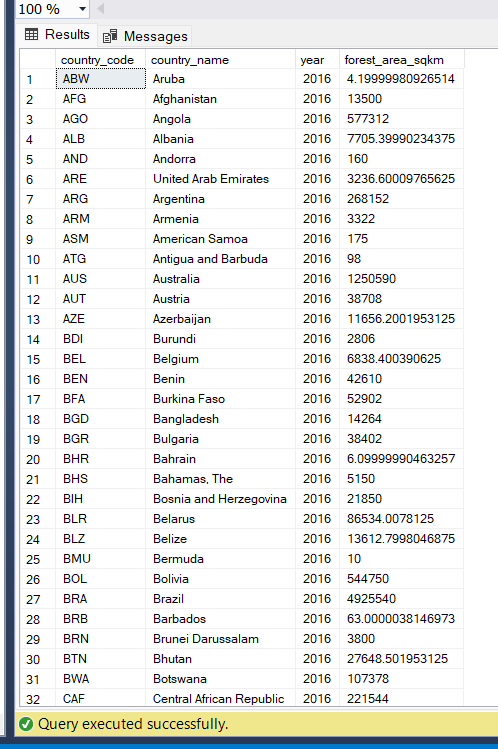 100 %
Results Messages
country_code country_name year forest_area_sqkm
1 ABW Aruba 2016 4.19999980926514
2 AFG Afghanistan 2016 13500
3 AGO Angola 2016 577312
4 ALB Albania 2016 7705.39990234375
5 AND Andorra 2016 160
6 ARE United Arab Emirates 2016 3236.60009765625
7 ARG Argentina 2016 268152
8 ARM Armenia 2016 3322
9 ASM American Samoa 2016 175
10 ATG Antigua and Barbuda 2016 98
11 AUS Australia 2016 1250590
12 AUT Austria 2016 38708
13 AZE Azerbaijan 2016 11656.2001953125
14 BDI Burundi 2016 2806
15 BEL Belgium 2016 6838.400390625
16 BEN Benin 2016 42610
17 BFA Burkina Faso 2016 52902
18 BGD Bangladesh 2016 14264
19 BGR Bulgaria 2016 38402
20 BHR Bahrain 2016 6.09999990463257
21 BHS Bahamas, The 2016 5150
22 BIH Bosnia and Herzegovina 2016 21850
23 BLR Belarus 2016 86534.0078125
24 BLZ Belize 2016 13612.7998046875
25 BMU Bermuda 2016 10
26 BOL Bolivia 2016 544750
27 BRA Brazil 2016 4925540
28 BRB Barbados 2016 63.0000038146973
29 BRN Brunei Darussalam 2016 3800
30 BTN Bhutan 2016 27648.501953125
31 BWA Botswana 2016 107378
32 CAF Central African Republic 2016 221544
Query executed successfully.